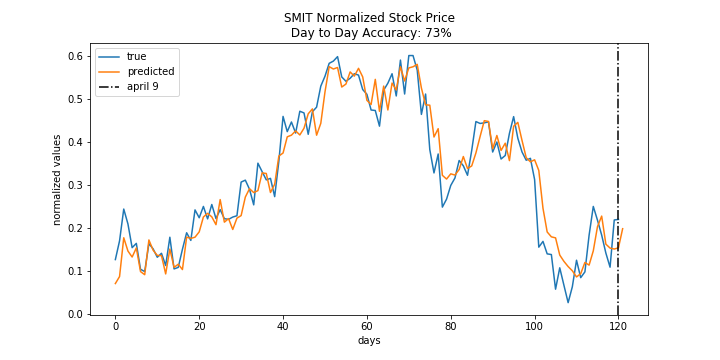 SMIT Normalized Stock Price
Day to Day Accuracy: 73%
true
predicted
april 9
normalized values
0.6
0.5
0.4
0.3
0.2
0.1
0.0
0
20
40
60
80
100
120
days